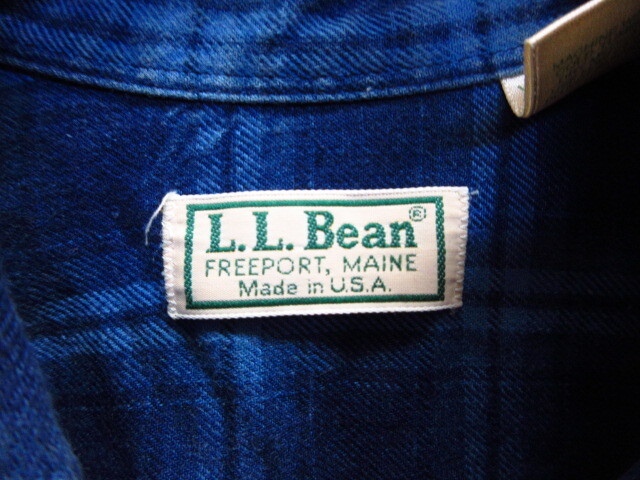 L.L. Bean®
FREEPORT, MAINE
Made in U.S.A.